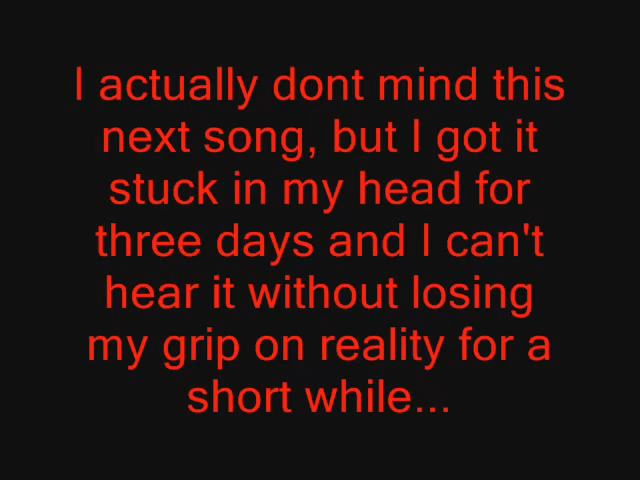 I actually dont mind this
next song, but I got it
stuck in my head for
three days and I can't
hear it without losing
my grip on reality for a
short while...